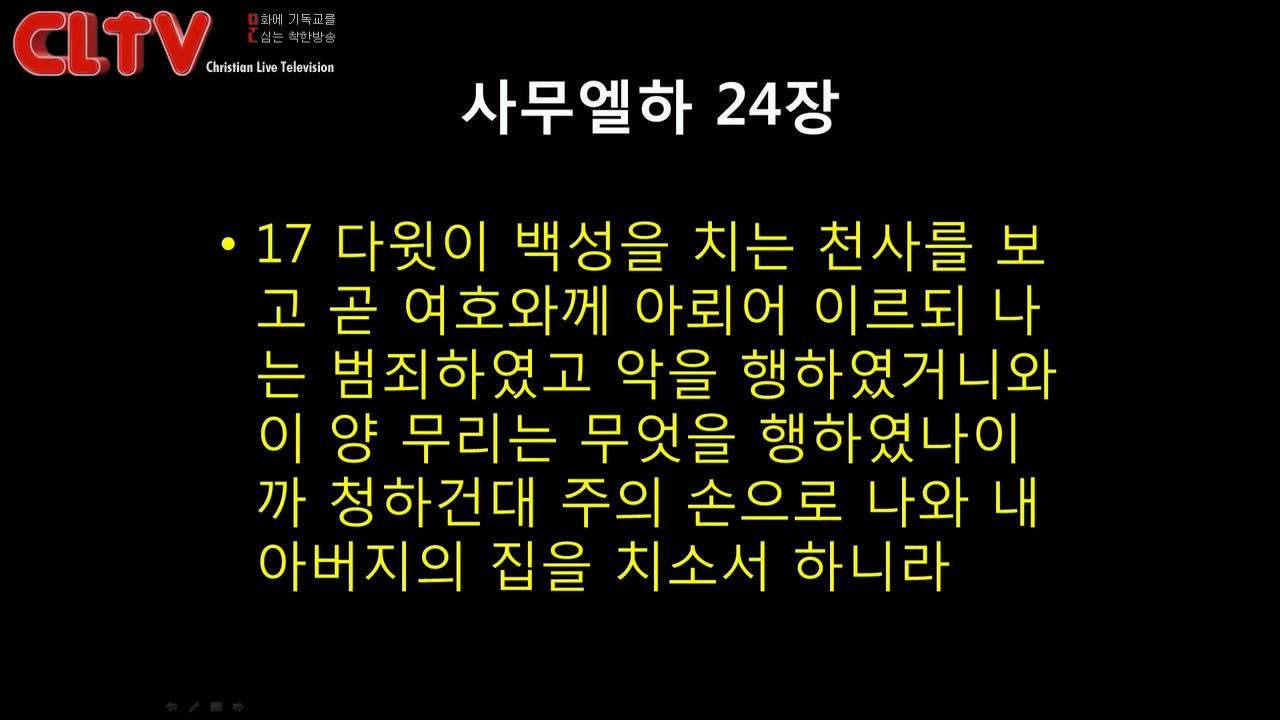 CLTV
문화에 기독교를
심는 착한방송
Christian Live Television
사무엘하 24장
• 17 다윗이 백성을 치는 천사를 보
고 곧 여호와께 아뢰어 이르되 나
는 범죄하였고 악을 행하였거니와
이 양 무리는 무엇을 행하였나이
까 청하건대 주의 손으로 나와 내
아버지의 집을 치소서 하니라